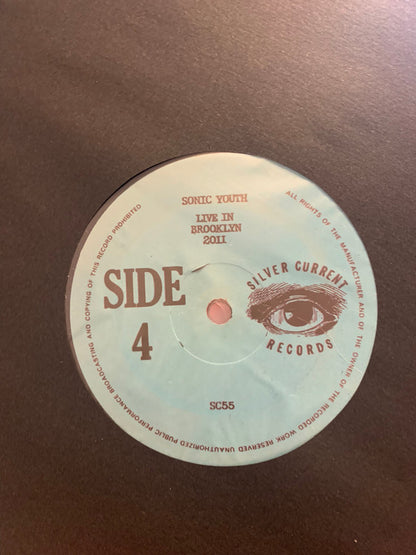 SONIC YOUTH
LIVE IN
BROOKLYN
2011
SIDE
4
SILVER CURRENT
RECORDS
SC55
ALL RIGHTS OF THE MANUFACTURER AND OF THE OWNER OF THE RECORDED WORK RESERVED UNAUTHORIZED PUBLIC PERFORMANCE BROADCASTING AND COPYING OF THIS RECORD PROHIBITED